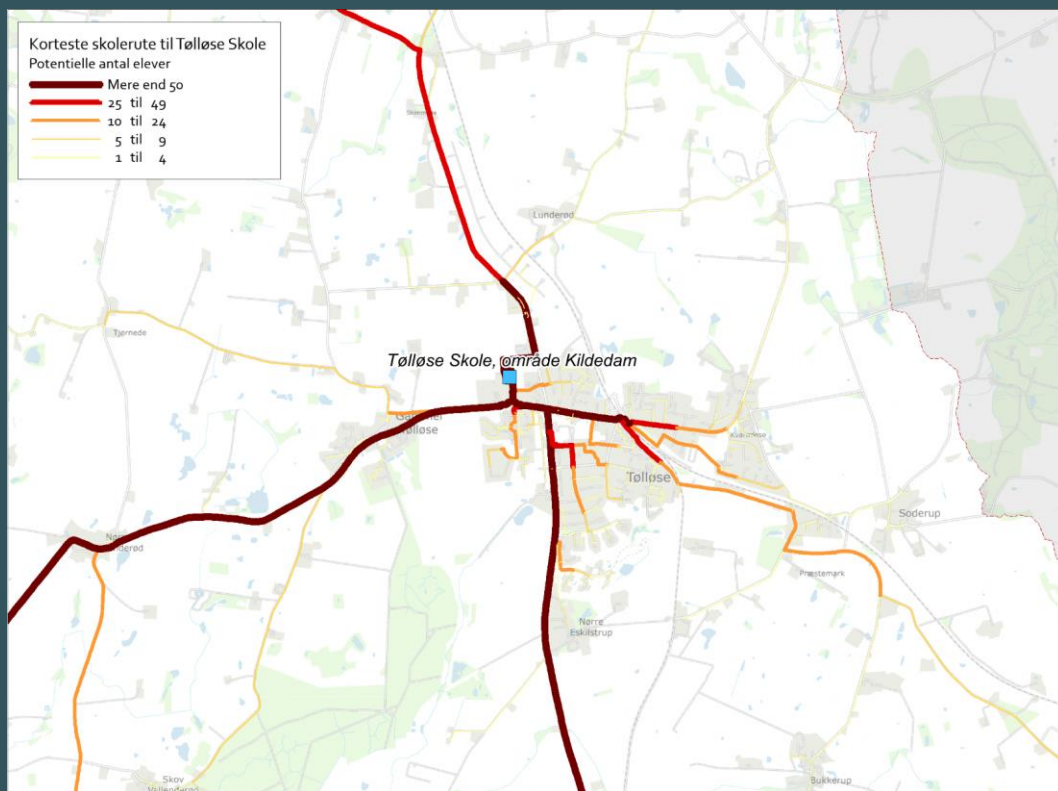 Korteste skolerute til Tølløse Skole
Potentielle antal elever
Mere end 50
25 til 49
10 til 24
5 til 9
1 til 4
Lunderød
Tjørnede
Tølløse Skole, område Kildedam
Tølløse
Tølløse
Soderup
Præstemark
Nørre
Eskilstrup
Skov
Bukkerup